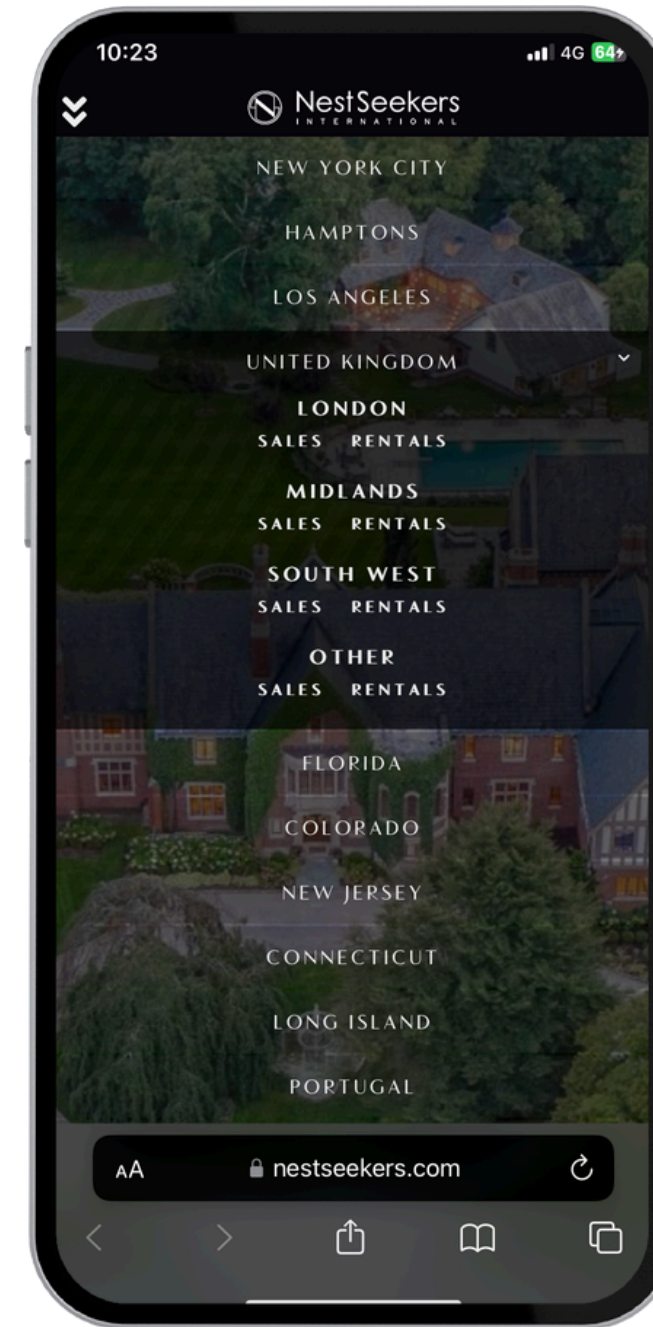 10:23 4G 64
NestSeekers
INTERNATIONAL
NEW YORK CITY
HAMPTONS
LOS ANGELES
UNITED KINGDOM
LONDON
SALES RENTALS
MIDLANDS
SALES RENTALS
SOUTH WEST
SALES RENTALS
OTHER
SALES RENTALS
FLORIDA
COLORADO
NEW JERSEY
CONNECTICUT
LONG ISLAND
PORTUGAL
AA nestseekers.com